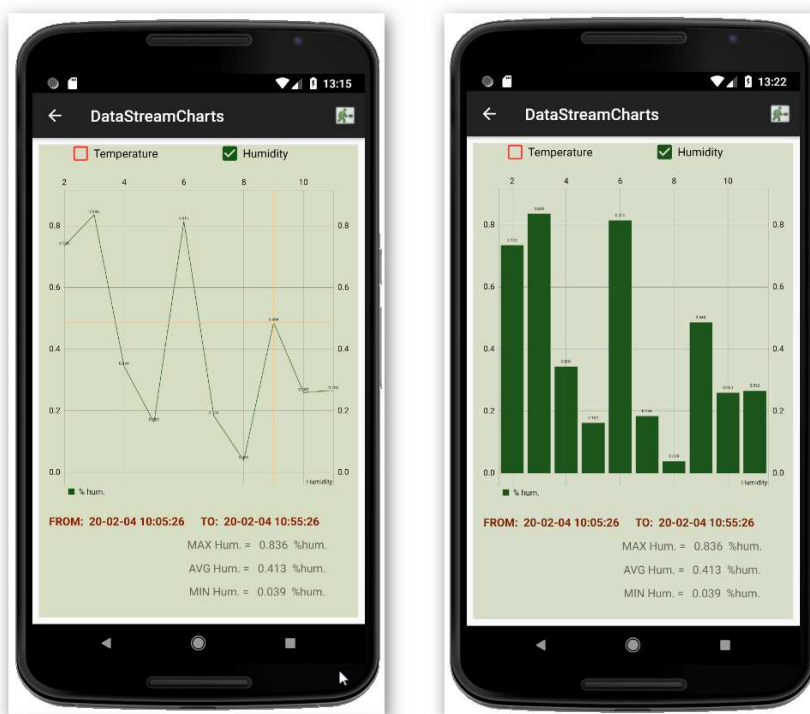 13:15
DataStreamCharts
Temperature Humidity
2 4 6 8 10
0.8 0.8
0.6 0.6
0.4 0.4
0.2 0.2
0.0 0.0
Humidity
% hum.
FROM: 20-02-04 10:05:26 TO: 20-02-04 10:55:26
MAX Hum. = 0.836 %hum.
AVG Hum. = 0.413 %hum.
MIN Hum. = 0.039 %hum.
13:22
DataStreamCharts
Temperature Humidity
2 4 6 8 10
0.8 0.8
0.6 0.6
0.4 0.4
0.2 0.2
0.0 0.0
Humidity
% hum.
FROM: 20-02-04 10:05:26 TO: 20-02-04 10:55:26
MAX Hum. = 0.836 %hum.
AVG Hum. = 0.413 %hum.
MIN Hum. = 0.039 %hum.